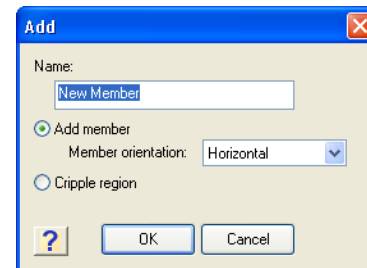 Add
Name:
New Member
Add member
Member orientation: Horizontal
Cripple region
? OK Cancel